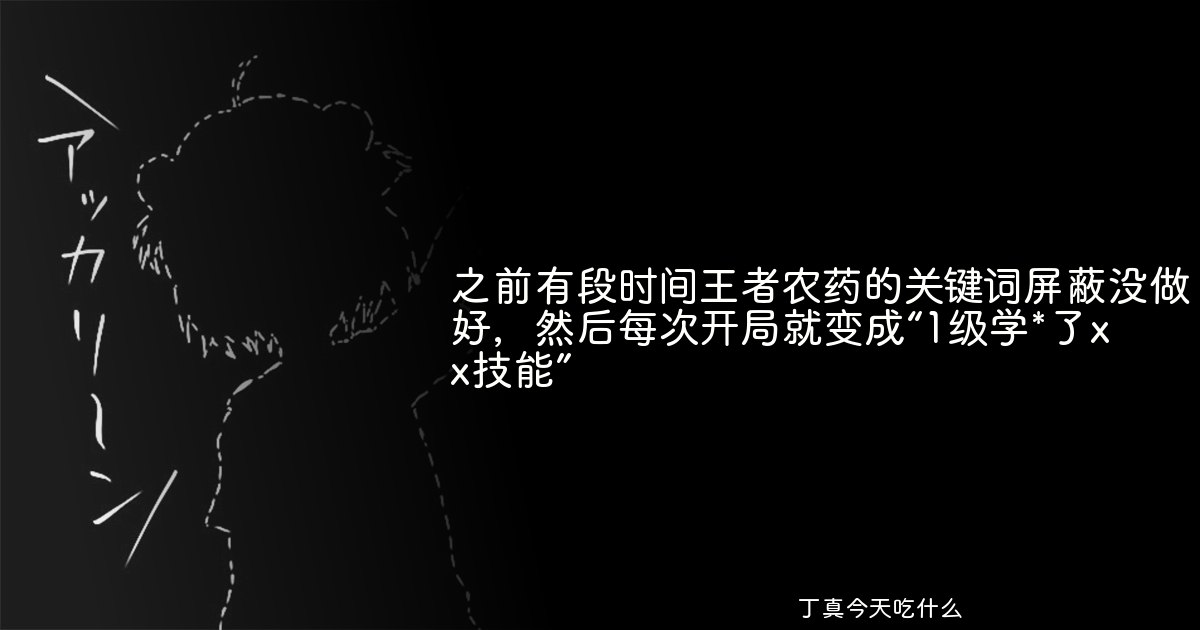 \アッカリ~ン/
之前有段时间王者农药的关键词屏蔽没做
好，然后每次开局就变成“1级学*了x
x技能”
丁真今天吃什么